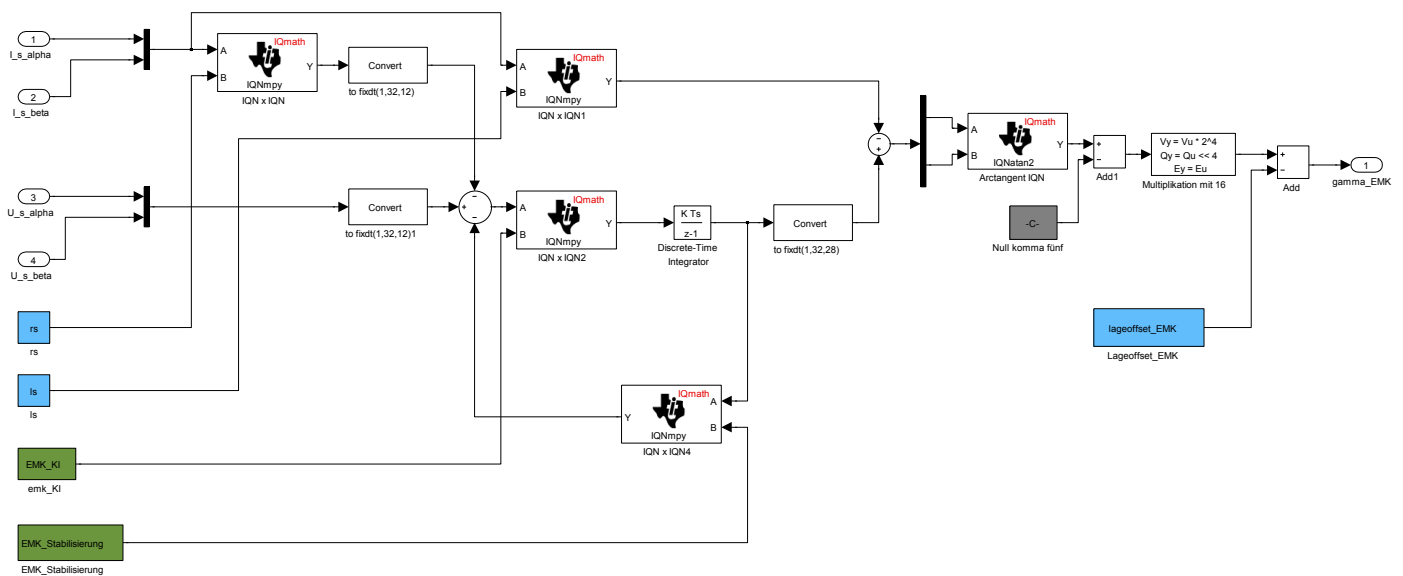 1
I_s_alpha
2
I_s_beta
A
B
IQmath
Y
IQNmpy
IQN x IQN
Convert
to fixdt(1,32,12)
A
B
IQmath
Y
IQNmpy
IQN x IQN1
3
U_s_alpha
4
U_s_beta
Convert
to fixdt(1,32,12)1
−
+
−
A
B
IQmath
Y
IQNmpy
IQN x IQN2
K Ts
z-1
Discrete-Time
Integrator
Convert
to fixdt(1,32,28)
−
+
A
B
IQmath
Y
IQNatan2
Arctangent IQN
+
−
Add1
Vy = Vu * 2^4
Qy = Qu << 4
Ey = Eu
Multiplikation mit 16
+
−
Add
1
gamma_EMK
-C-
Null komma fünf
rs
rs
lageoffset_EMK
Lageoffset_EMK
ls
ls
IQmath
A
B
Y
IQNmpy
IQN x IQN4
EMK_KI
emk_KI
EMK_Stabilisierung
EMK_Stabilisierung